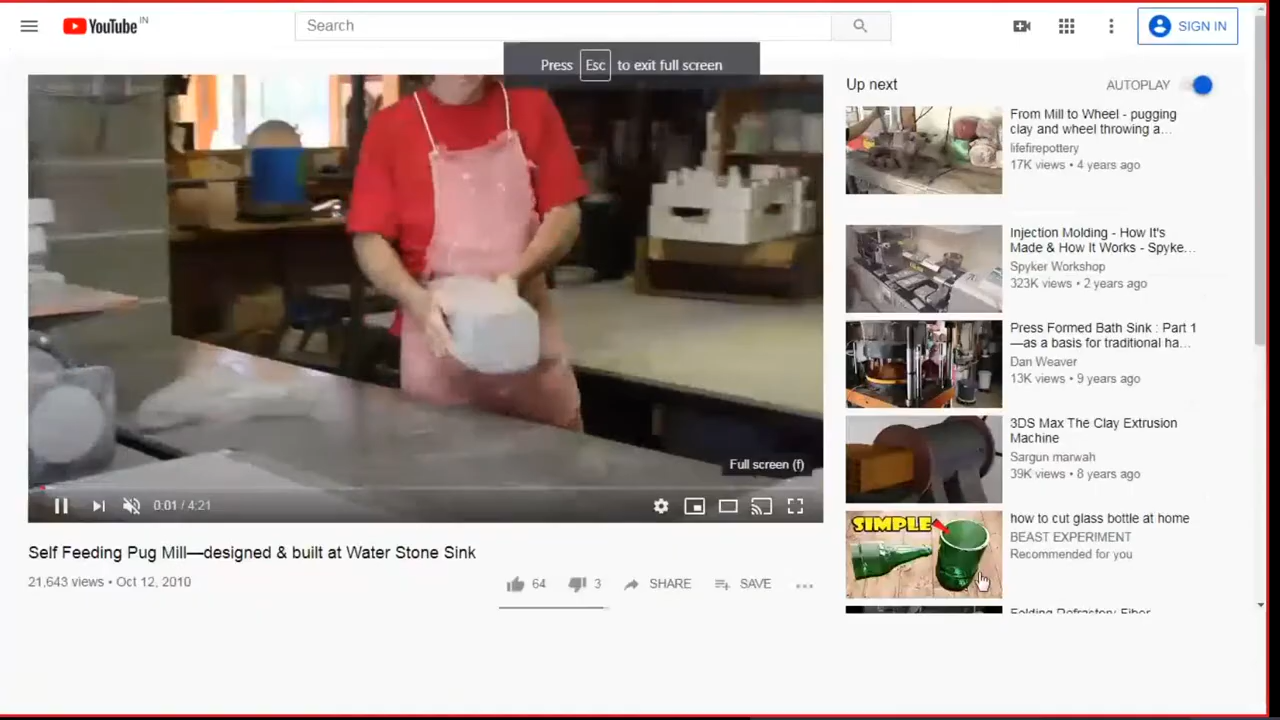 YouTube IN
Search
SIGN IN
Press Esc to exit full screen
Up next
AUTOPLAY
From Mill to Wheel - pugging
clay and wheel throwing a...
lifefirepottery
17K views • 4 years ago
Injection Molding - How It's
Made & How It Works - Spyke...
Spyker Workshop
323K views • 2 years ago
Press Formed Bath Sink : Part 1
—as a basis for traditional ha...
Dan Weaver
13K views • 9 years ago
3DS Max The Clay Extrusion
Machine
Sargun marwah
39K views • 8 years ago
SIMPLE
how to cut glass bottle at home
BEAST EXPERIMENT
Recommended for you
Folding Refractory Fiber
Full screen (f)
0:01 / 4:21
Self Feeding Pug Mill—designed & built at Water Stone Sink
21,643 views • Oct 12, 2010
64
3
SHARE
SAVE